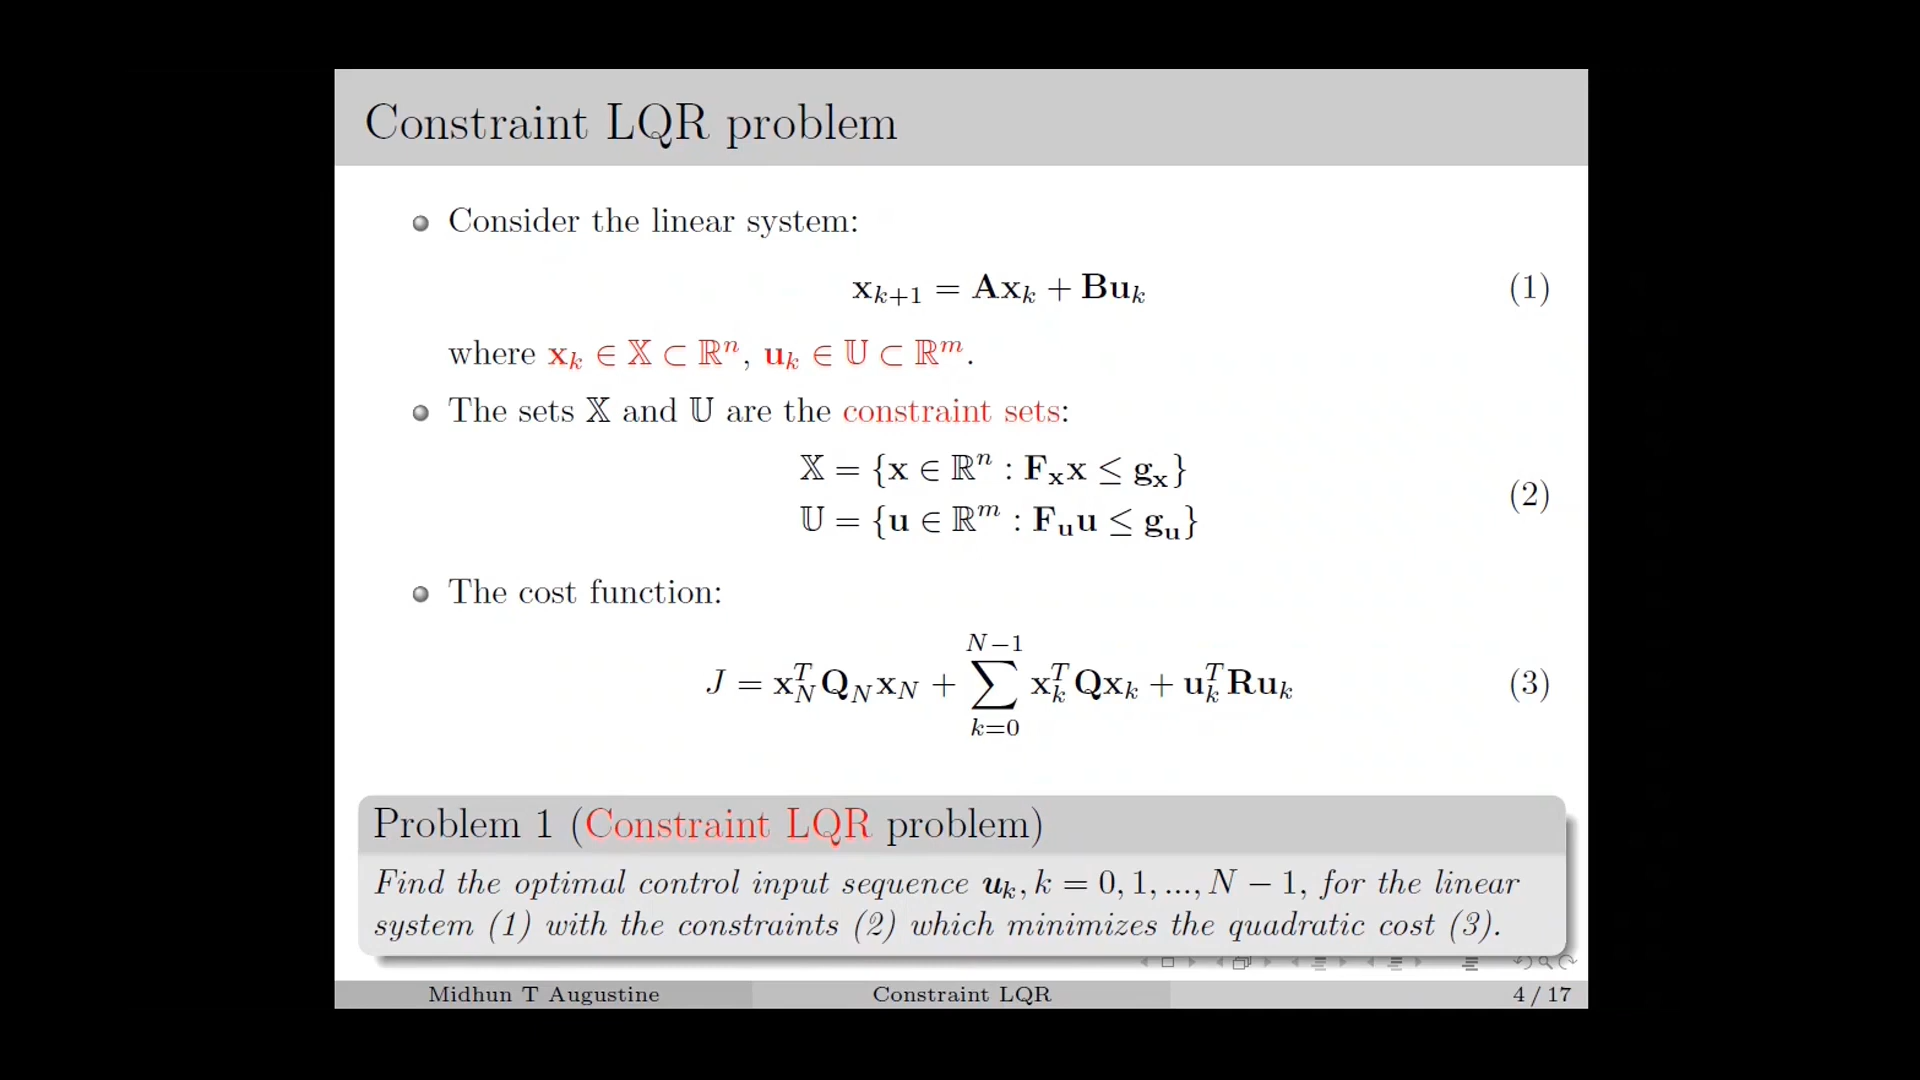 Constraint LQR problem
Consider the linear system:
x_{k+1} = Ax_k + Bu_k (1)
where x_k ∈ 𝕏 ⊂ ℝ^n, u_k ∈ 𝕌 ⊂ ℝ^m.
The sets 𝕏 and 𝕌 are the constraint sets:
𝕏 = {x ∈ ℝ^n : F_x x ≤ g_x}
𝕌 = {u ∈ ℝ^m : F_u u ≤ g_u} (2)
The cost function:
J = x_N^T Q_N x_N + ∑_{k=0}^{N−1} x_k^T Q x_k + u_k^T R u_k (3)
Problem 1 (Constraint LQR problem)
Find the optimal control input sequence u_k, k = 0, 1, ..., N − 1, for the linear
system (1) with the constraints (2) which minimizes the quadratic cost (3).
Midhun T Augustine Constraint LQR 4 / 17